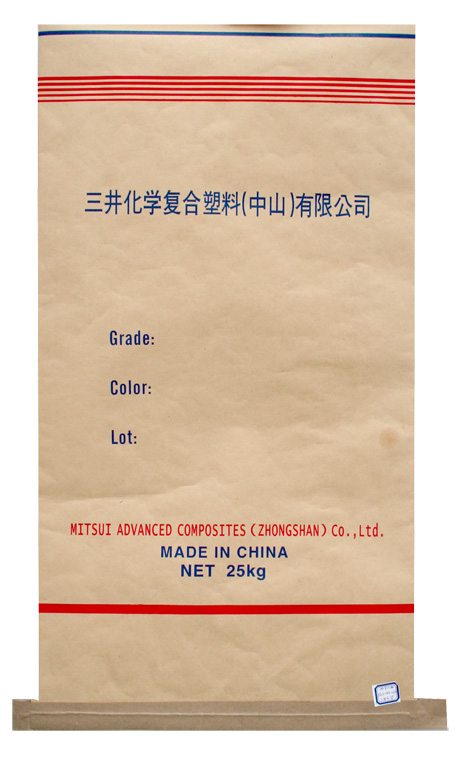 三井化学复合塑料(中山)有限公司
Grade:
Color:
Lot:
MITSUI ADVANCED COMPOSITES (ZHONGSHAN) Co.,Ltd.
MADE IN CHINA
NET 25kg